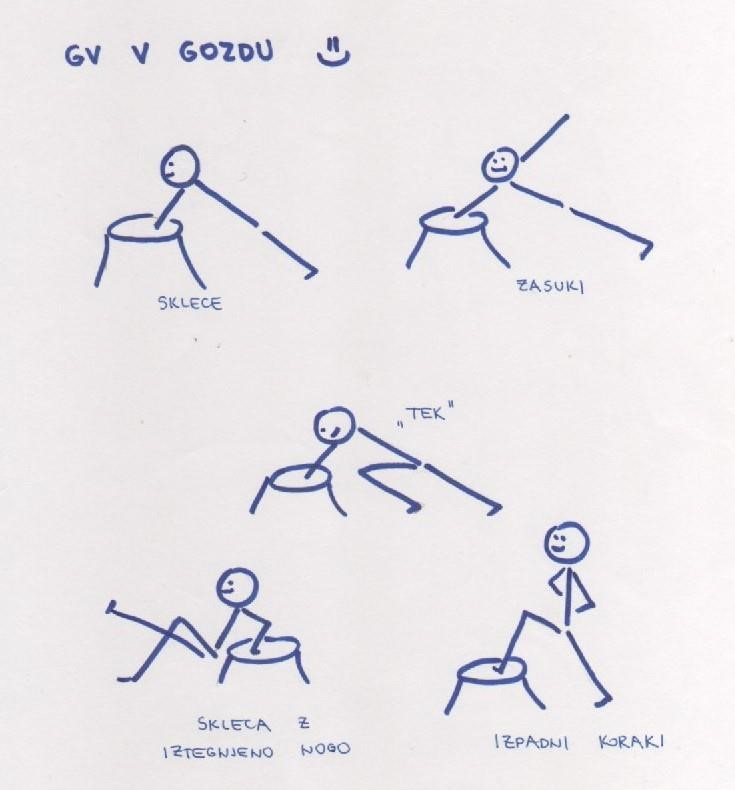 GV V GOZDU
SKLECE
ZASUKI
„TEK"
SKLECA Z
IZTEGNJENO NOGO
IZPADNI KORAKI